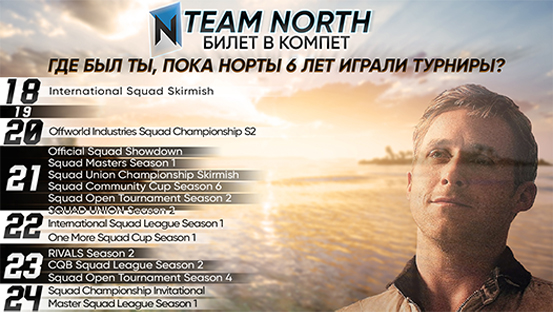 TEAM NORTH
БИЛЕТ В КОМПЕТ
ГДЕ БЫЛ ТЫ, ПОКА НОРТЫ 6 ЛЕТ ИГРАЛИ ТУРНИРЫ?
18 International Squad Skirmish
19
20 Offworld Industries Squad Championship S2
21
Official Squad Showdown
Squad Masters Season 1
Squad Union Championship Skirmish
Squad Community Cup Season 6
Squad Open Tournament Season 2
22
SQUAD UNION Season 2
International Squad League Season 1
One More Squad Cup Season 1
23
RIVALS Season 2
CQB Squad League Season 2
Squad Open Tournament Season 4
24
Squad Championship Invitational
Master Squad League Season 1